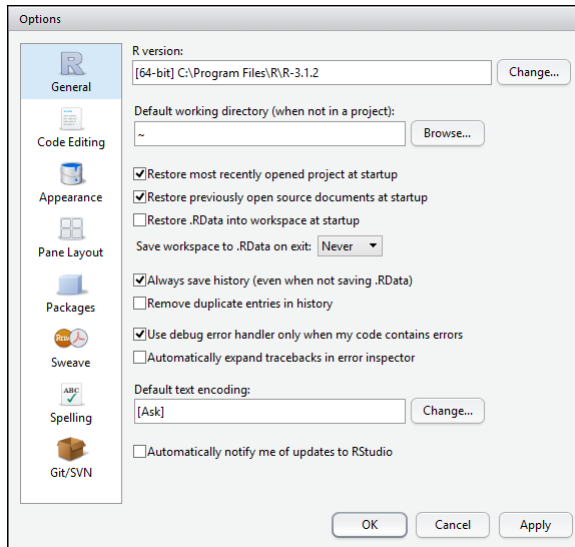 Options
R
General
Code Editing
Appearance
Pane Layout
Packages
Rnw
Sweave
ABC
Spelling
Git/SVN
R version:
[64-bit] C:\Program Files\R\R-3.1.2
Change...
Default working directory (when not in a project):
~
Browse...
Restore most recently opened project at startup
Restore previously open source documents at startup
Restore .RData into workspace at startup
Save workspace to .RData on exit: Never
Always save history (even when not saving .RData)
Remove duplicate entries in history
Use debug error handler only when my code contains errors
Automatically expand tracebacks in error inspector
Default text encoding:
[Ask]
Change...
Automatically notify me of updates to RStudio
OK
Cancel
Apply